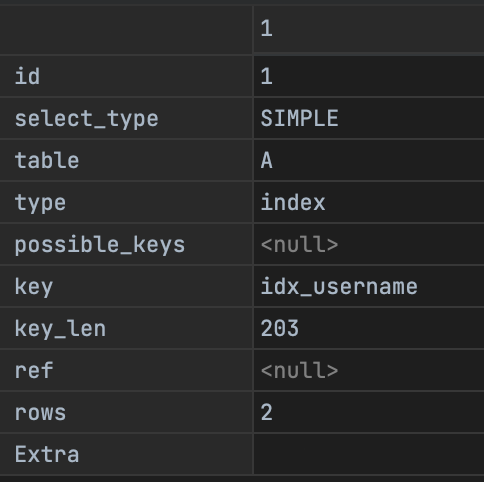 1
id 1
select_type SIMPLE
table A
type index
possible_keys <null>
key idx_username
key_len 203
ref <null>
rows 2
Extra